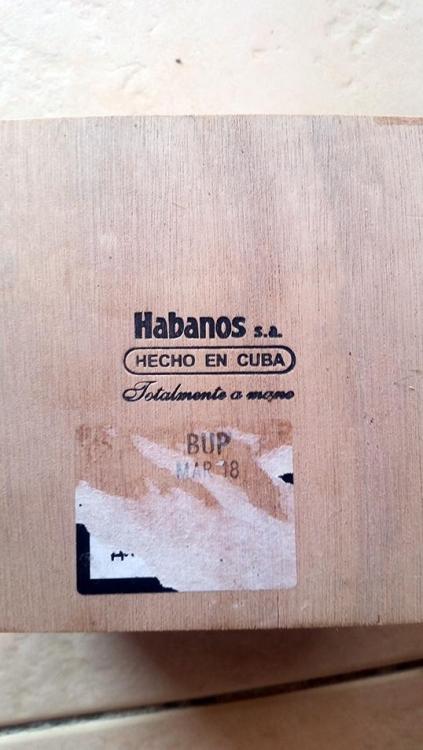 Habanos s.a.
HECHO EN CUBA
Totalmente a mano
BUP
MAR 18